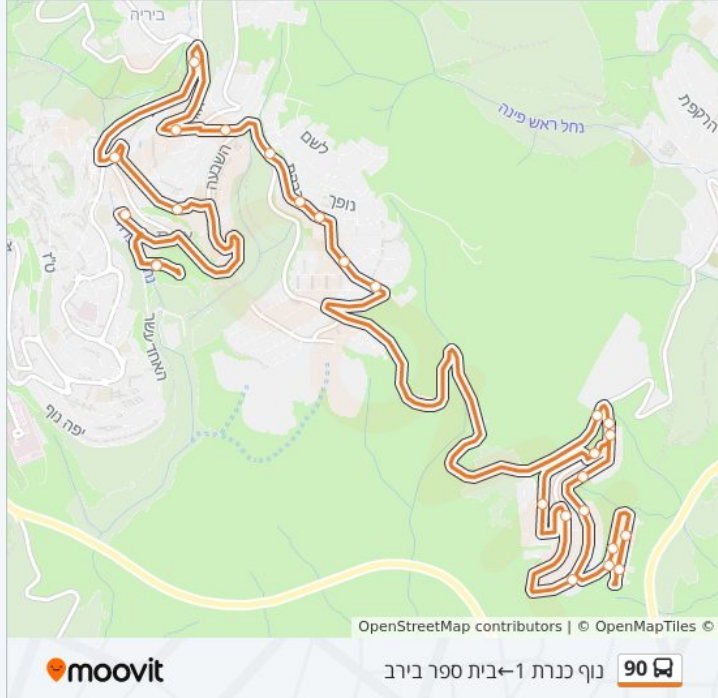 ביריה
נחל ראש פינה
הרקפת
לשם
השבעה
נופך
האחד עשר
יפה נוף
OpenStreetMap contributors | © OpenMapTiles ©
90
נוף כנרת 1←בית ספר בירב
moovit